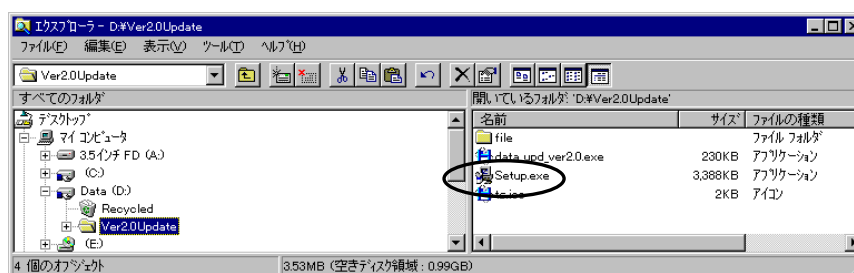 ｴｸｽﾌﾟﾛｰﾗ - D:¥Ver2.0Update
ﾌｧｲﾙ(F) 編集(E) 表示(V) ﾂｰﾙ(T) ﾍﾙﾌﾟ(H)
Ver2.0Update
すべてのﾌｫﾙﾀﾞ
開いているﾌｫﾙﾀﾞ: 'D:¥Ver2.0Update'
ﾃﾞｽｸﾄｯﾌﾟ
ﾏｲ ｺﾝﾋﾟｭｰﾀ
3.5ｲﾝﾁ FD (A:)
(C:)
Data (D:)
Recycled
Ver2.0Update
(E:)
名前 ｻｲｽﾞ ﾌｧｲﾙの種類
file ﾌｧｲﾙ ﾌｫﾙﾀﾞ
data_upd_ver2.0.exe 230KB ｱﾌﾟﾘｹｰｼｮﾝ
Setup.exe 3,388KB ｱﾌﾟﾘｹｰｼｮﾝ
2KB ｱｲｺﾝ
4 個のｵﾌﾞｼﾞｪｸﾄ 3.53MB (空きﾃﾞｨｽｸ領域 : 0.99GB)